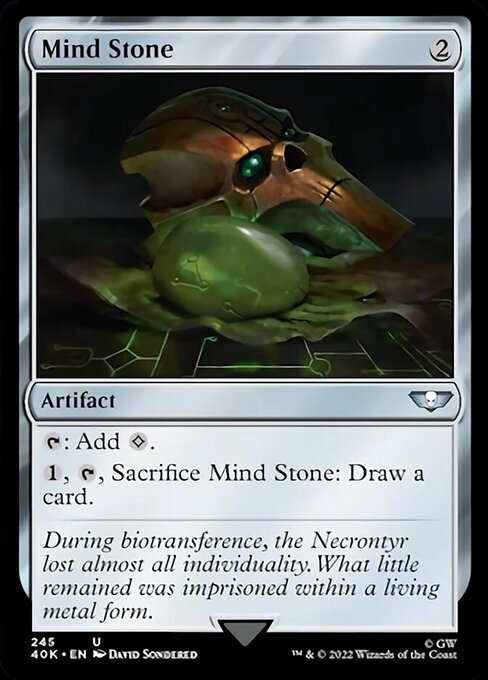 Mind Stone 2
Artifact
: Add .
1, , Sacrifice Mind Stone: Draw a
card.
During biotransference, the Necrontyr
lost almost all individuality. What little
remained was imprisoned within a living
metal form.
245 U
40K • EN David Sondered
© GW
™ & © 2022 Wizards of the Coast